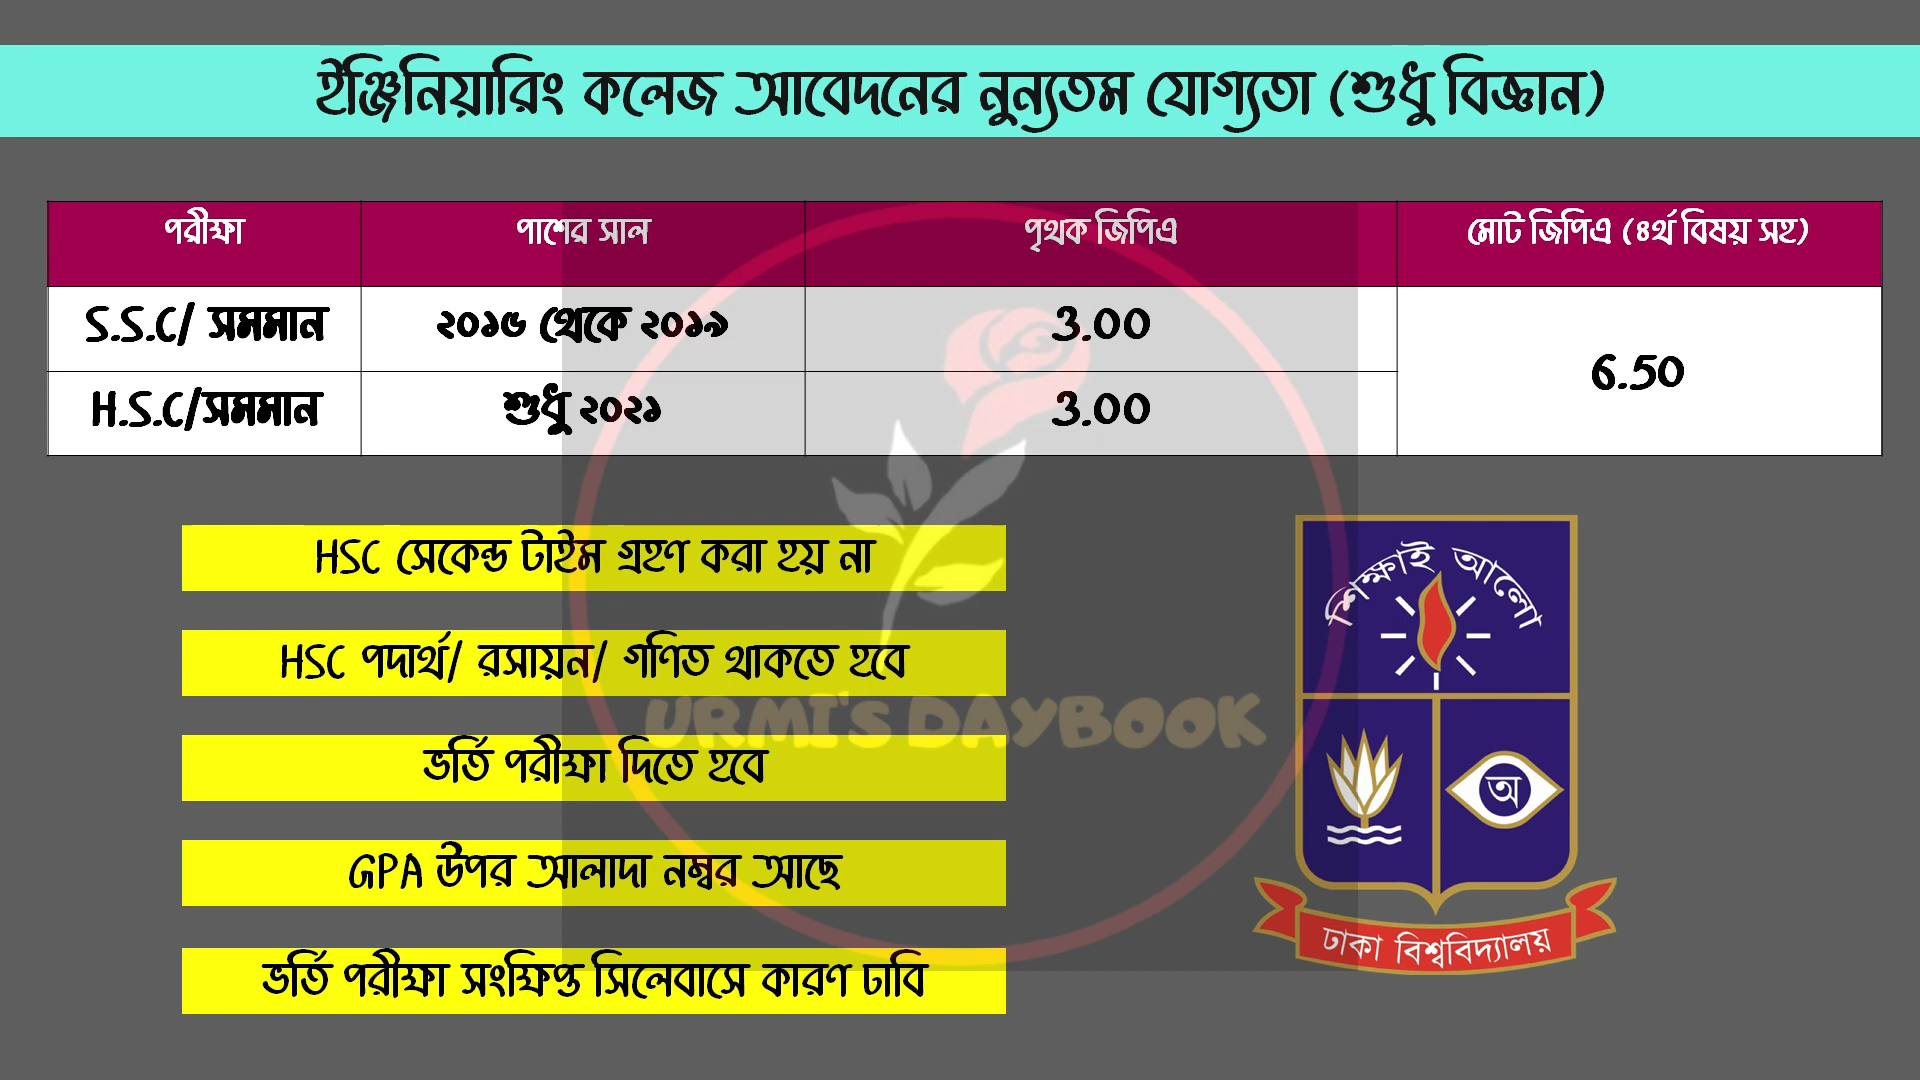 ইঞ্জিনিয়ারিং কলেজ আবেদনের নুন্যতম যোগ্যতা (শুধু বিজ্ঞান)
পরীক্ষা পাশের সাল পৃথক জিপিএ মোট জিপিএ (৪র্থ বিষয় সহ)
S.S.C/ সমমান ২০১৬ থেকে ২০১৯ 3.00
6.50
H.S.C/সমমান শুধু ২০২১ 3.00
HSC সেকেন্ড টাইম গ্রহণ করা হয় না
HSC পদার্থ/ রসায়ন/ গণিত থাকতে হবে
ভর্তি পরীক্ষা দিতে হবে
GPA উপর আলাদা নম্বর আছে
ভর্তি পরীক্ষা সংক্ষিপ্ত সিলেবাসে কারণ ঢাবি
URMI'S DAYBOOK
শিক্ষাই আলো
অ
ঢাকা বিশ্ববিদ্যালয়